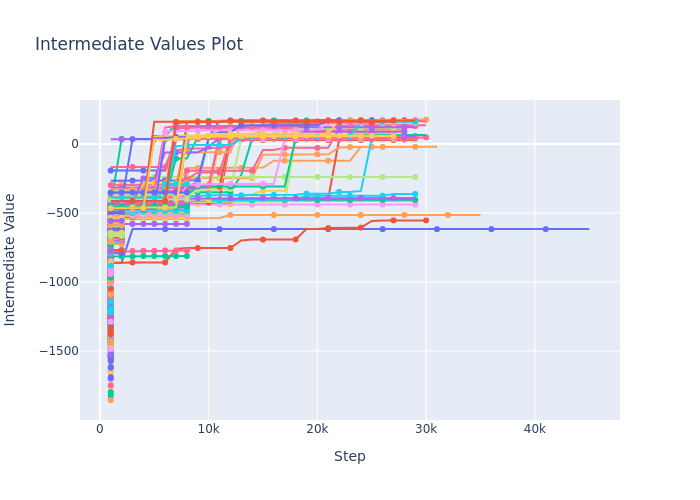 Intermediate Values Plot
Intermediate Value
0
−500
−1000
−1500
0
10k
20k
30k
40k
Step